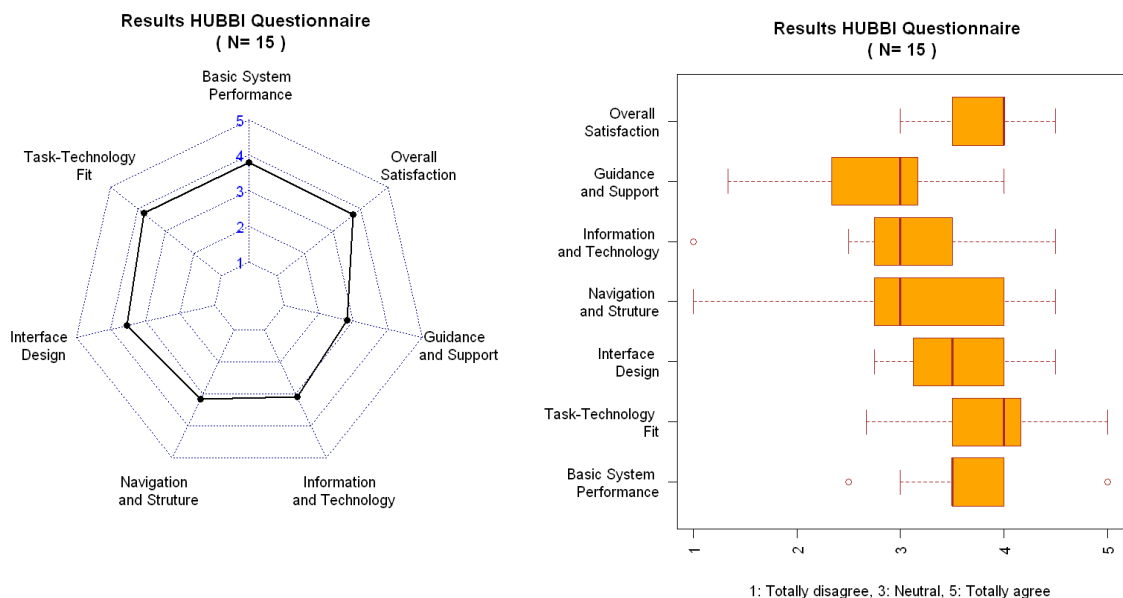 Results HUBBI Questionnaire
( N= 15 )
Basic System
Performance
Task-Technology
Fit
Overall
Satisfaction
5
4
3
2
1
Interface
Design
Guidance
and Support
Navigation
and Struture
Information
and Technology
Results HUBBI Questionnaire
( N= 15 )
Overall
Satisfaction
Guidance
and Support
Information
and Technology
Navigation
and Struture
Interface
Design
Task-Technology
Fit
Basic System
Performance
1
2
3
4
5
1: Totally disagree, 3: Neutral, 5: Totally agree